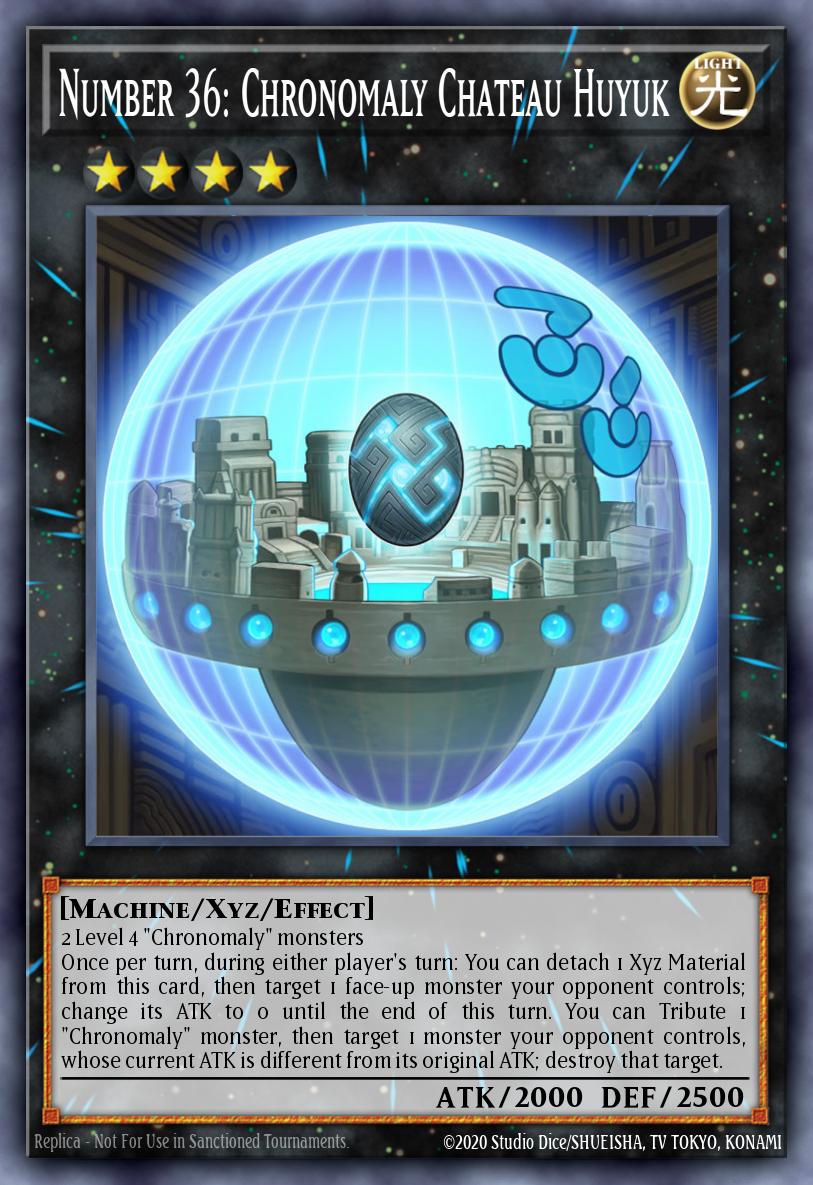 Number 36: Chronomaly Chateau Huyuk
LIGHT
光
[Machine/Xyz/Effect]
2 Level 4 "Chronomaly" monsters
Once per turn, during either player's turn: You can detach 1 Xyz Material
from this card, then target 1 face-up monster your opponent controls;
change its ATK to 0 until the end of this turn. You can Tribute 1
"Chronomaly" monster, then target 1 monster your opponent controls,
whose current ATK is different from its original ATK; destroy that target.
ATK/2000 DEF/2500
Replica - Not For Use in Sanctioned Tournaments.
©2020 Studio Dice/SHUEISHA, TV TOKYO, KONAMI